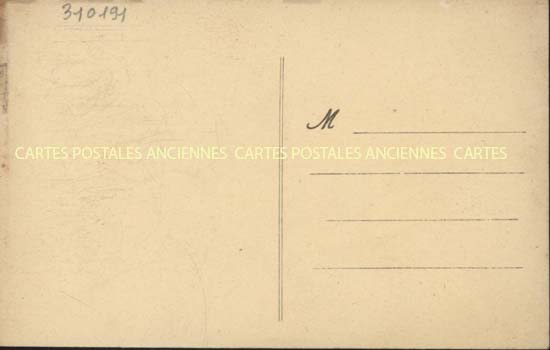 310191
M
CARTES POSTALES ANCIENNES CARTES POSTALES ANCIENNES CARTES